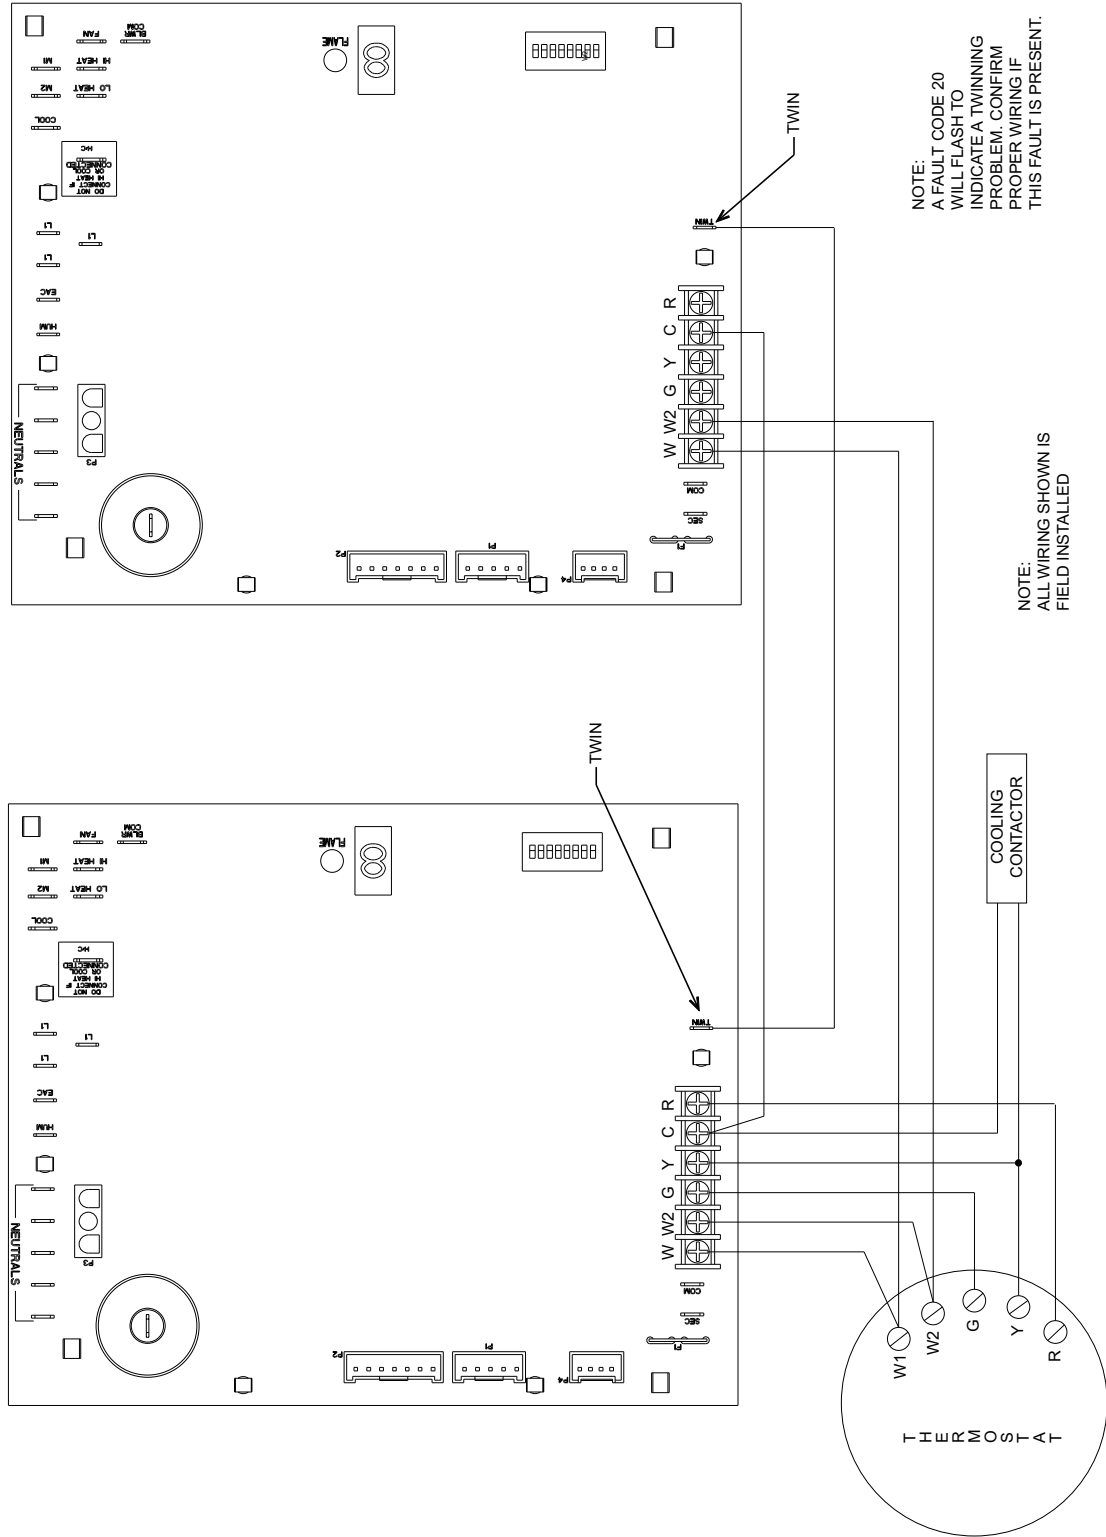 NEUTRALS
HUM
EAC
L1
L1
L1
DO NOT
CONNECT IF
HI HEAT
OR COOL
CONNECTED
H>C
COOL
M2
LO HEAT
M1
HI HEAT
FAN
BLWR
COM
P3
FLAME
P2
P1
P4
F1
SEC
COM
W
W2
G
Y
C
R
TWIN
TWIN
NEUTRALS
HUM
EAC
L1
L1
L1
DO NOT
CONNECT IF
HI HEAT
OR COOL
CONNECTED
H>C
COOL
M2
LO HEAT
M1
HI HEAT
FAN
BLWR
COM
P3
FLAME
P2
P1
P4
F1
SEC
COM
W
W2
G
Y
C
R
TWIN
TWIN
NOTE:
A FAULT CODE 20
WILL FLASH TO
INDICATE A TWINNING
PROBLEM. CONFIRM
PROPER WIRING IF
THIS FAULT IS PRESENT.
NOTE:
ALL WIRING SHOWN IS
FIELD INSTALLED
COOLING
CONTACTOR
THERMOSTAT
W1
W2
G
Y
R